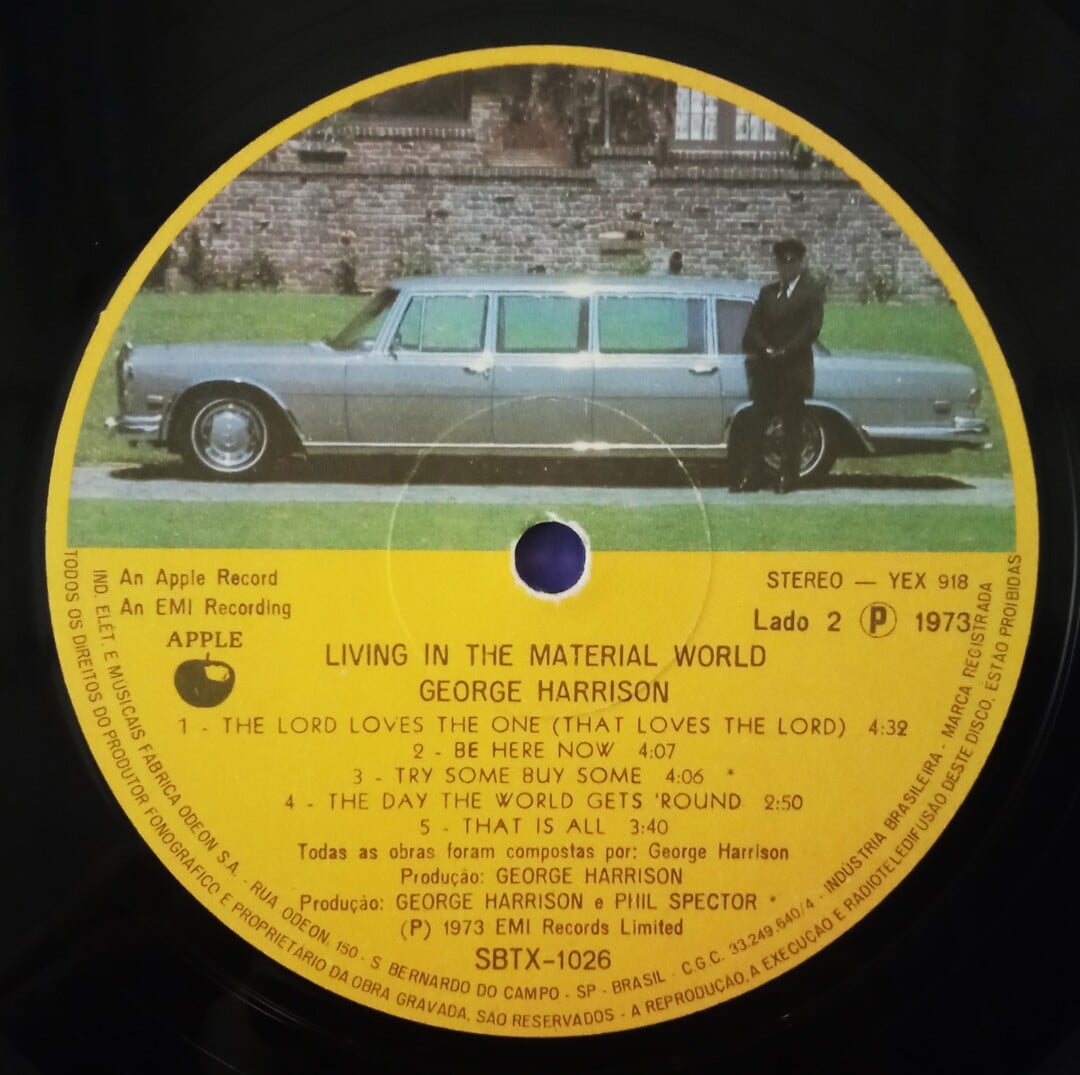 An Apple Record
An EMI Recording
APPLE
STEREO — YEX 918
Lado 2 (P) 1973
LIVING IN THE MATERIAL WORLD
GEORGE HARRISON
1 - THE LORD LOVES THE ONE (THAT LOVES THE LORD) 4:32
2 - BE HERE NOW 4:07
3 - TRY SOME BUY SOME 4:06 *
4 - THE DAY THE WORLD GETS 'ROUND 2:50
5 - THAT IS ALL 3:40
Todas as obras foram compostas por: George Harrison
Produção: GEORGE HARRISON
Produção: GEORGE HARRISON e PHIL SPECTOR *
(P) 1973 EMI Records Limited
SBTX-1026
IND. ELÉT. E MÚSICAIS FÁBRICA ODEON S.A. - RUA ODEON, 150 - S BERNARDO DO CAMPO - SP - BRASIL - C.G.C. 33.249.640/4 - INDÚSTRIA BRASILEIRA - MARCA REGISTRADA
TODOS OS DIREITOS DO PRODUTOR FONOGRÁFICO E PROPRIETÁRIO DA OBRA GRAVADA, SÃO RESERVADOS - A REPRODUÇÃO, A EXECUÇÃO E RADIOTELEDIFUSÃO DESTE DISCO, ESTÃO PROIBIDAS